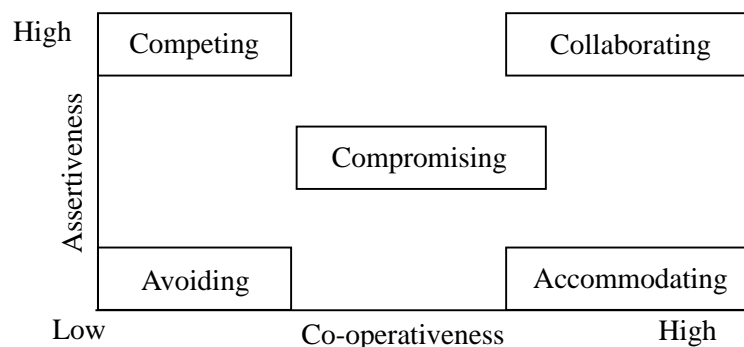 High
Competing
Collaborating
Assertiveness
Compromising
Avoiding
Accommodating
Low
Co-operativeness
High